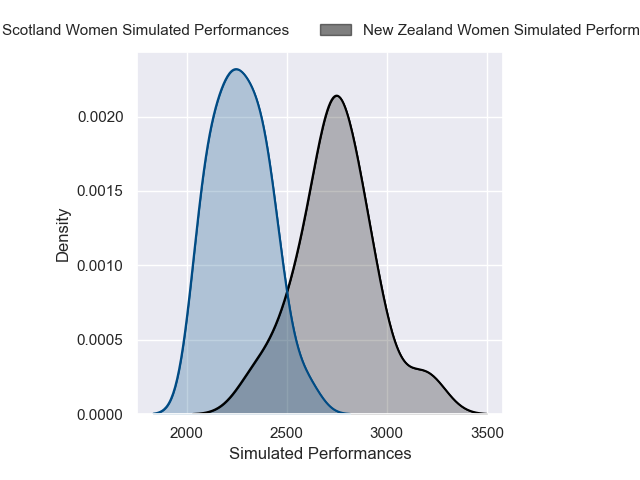 Scotland Women Simulated Performances
New Zealand Women Simulated Perform
0.0020
0.0015
0.0010
0.0005
0.0000
Density
2000 2500 3000 3500
Simulated Performances